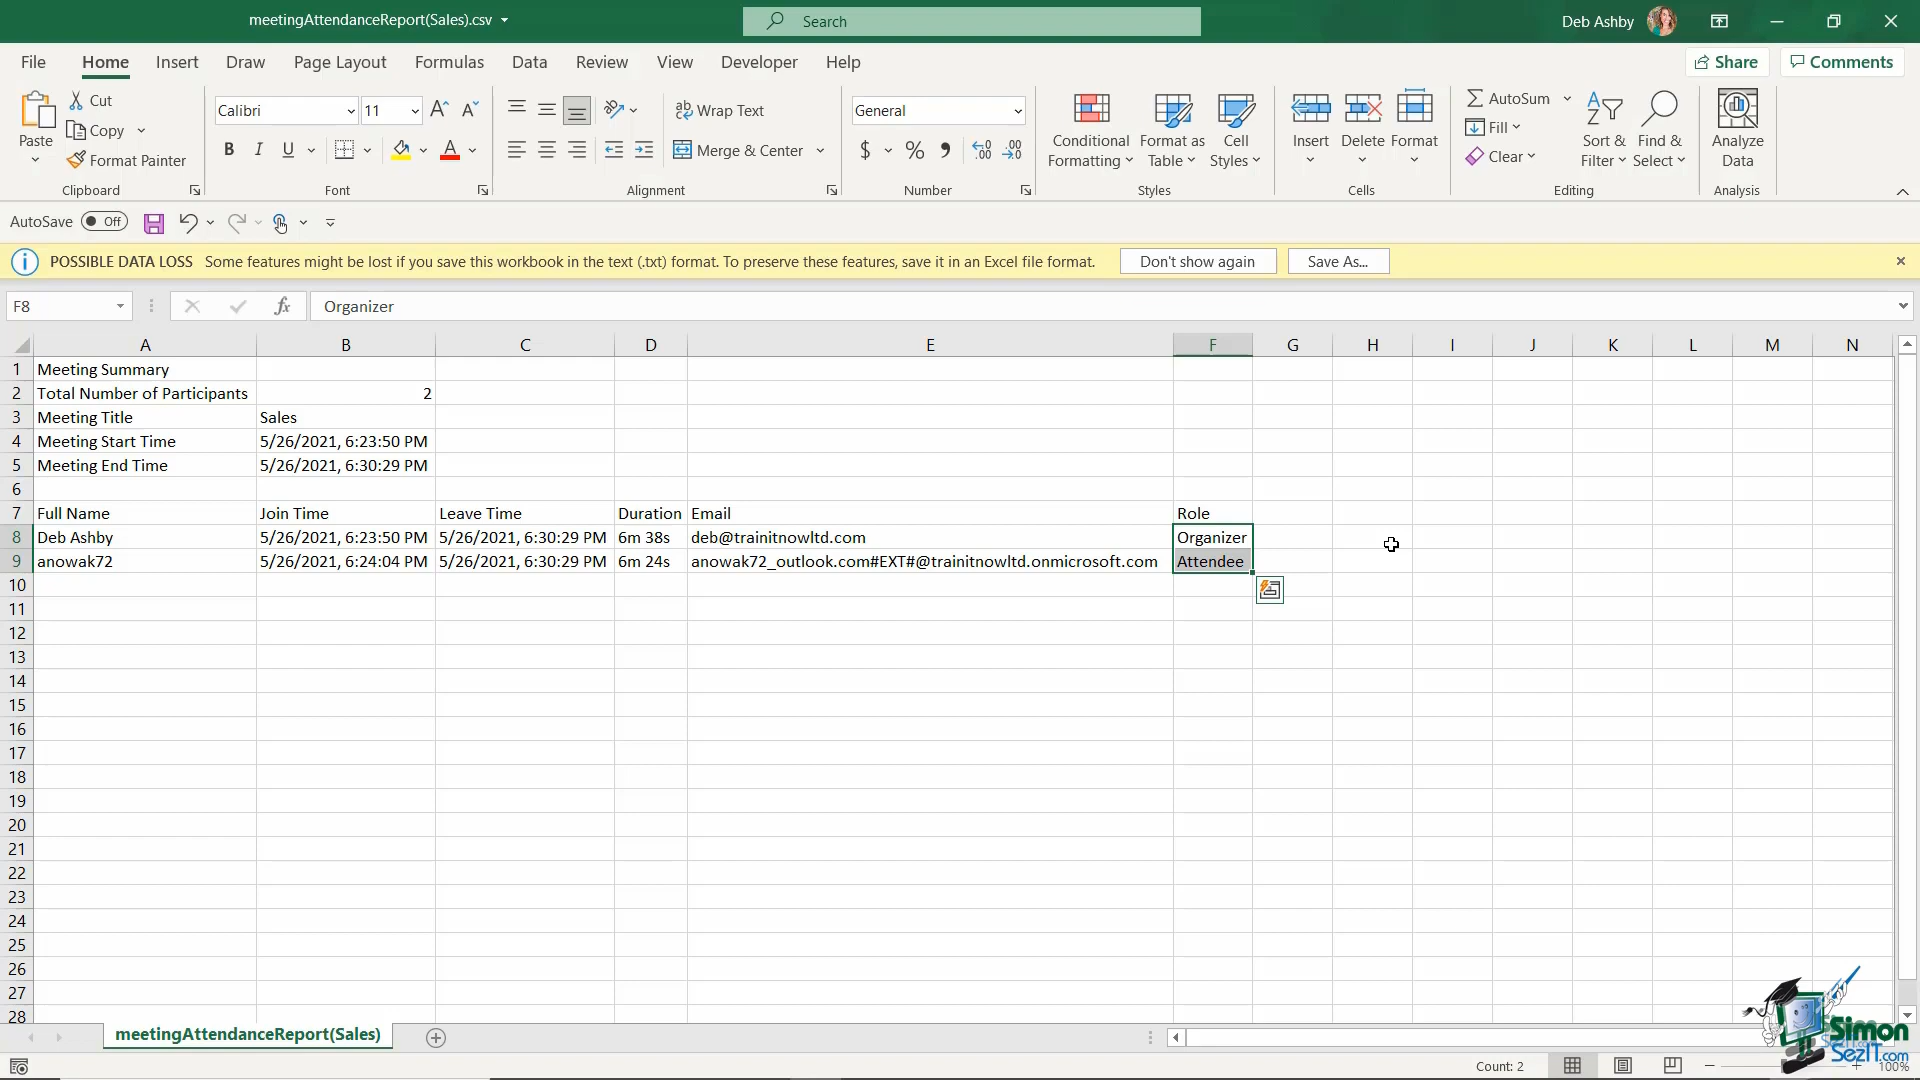 meetingAttendanceReport(Sales).csv
Search
Deb Ashby
File Home Insert Draw Page Layout Formulas Data Review View Developer Help
Share Comments
Paste
Cut
Copy
Format Painter
Clipboard
Calibri 11
B I U
Font
Wrap Text
Merge & Center
Alignment
General
$ % ,
Number
Conditional Formatting
Format as Table
Cell Styles
Styles
Insert Delete Format
Cells
AutoSum
Fill
Clear
Sort & Filter
Find & Select
Editing
Analyze Data
Analysis
AutoSave Off
POSSIBLE DATA LOSS Some features might be lost if you save this workbook in the text (.txt) format. To preserve these features, save it in an Excel file format. Don't show again Save As...
F8 fx Organizer
A B C D E F G H I J K L M N
1 Meeting Summary
2 Total Number of Participants 2
3 Meeting Title Sales
4 Meeting Start Time 5/26/2021, 6:23:50 PM
5 Meeting End Time 5/26/2021, 6:30:29 PM
6
7 Full Name Join Time Leave Time Duration Email Role
8 Deb Ashby 5/26/2021, 6:23:50 PM 5/26/2021, 6:30:29 PM 6m 38s deb@trainitnowltd.com Organizer
9 anowak72 5/26/2021, 6:24:04 PM 5/26/2021, 6:30:29 PM 6m 24s anowak72_outlook.com#EXT#@trainitnowltd.onmicrosoft.com Attendee
10
11
12
13
14
15
16
17
18
19
20
21
22
23
24
25
26
27
28
meetingAttendanceReport(Sales)
Simon
SezIT.com
Count: 2 100%